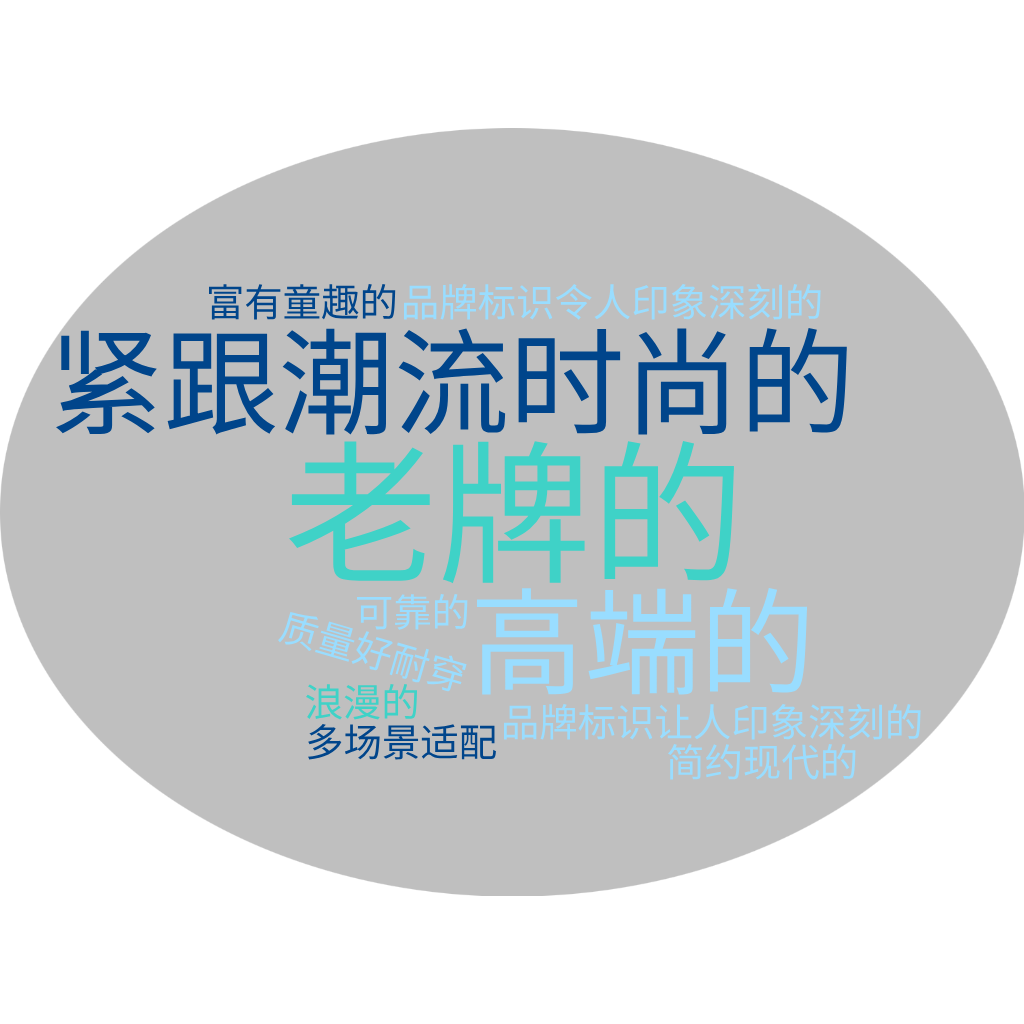 富有童趣的
品牌标识令人印象深刻的
紧跟潮流时尚的
老牌的
可靠的
高端的
质量好耐穿
浪漫的
品牌标识让人印象深刻的
多场景适配
简约现代的